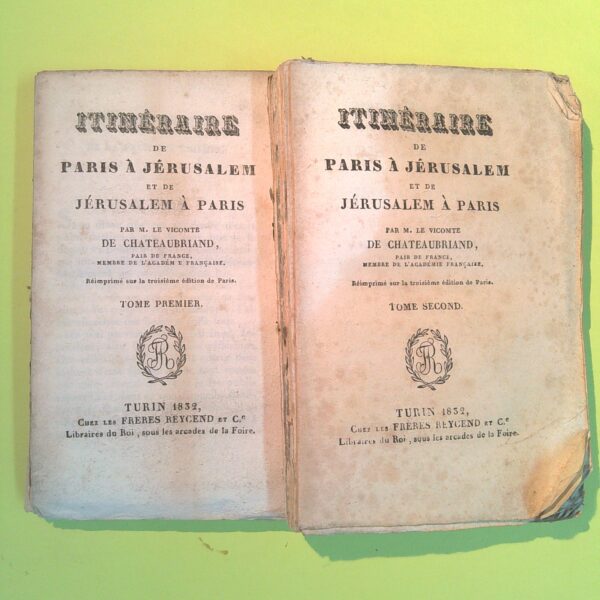 ITINÉRAIRE
DE
PARIS À JÉRUSALEM
ET DE
JÉRUSALEM À PARIS
PAR M. LE VICOMTE
DE CHATEAUBRIAND,
PAIR DE FRANCE,
MEMBRE DE L'ACADÉM E FRANÇAISE.
Réimprimé sur la troisième édition de Paris.
TOME PREMIER.
FR
TURIN 1832,
CHEZ LES FRÈRES REYCEND ET C.e
Libraires du Roi, sous les arcades de la Foire.
ITINÉRAIRE
DE
PARIS À JÉRUSALEM
ET DE
JÉRUSALEM À PARIS
PAR M. LE VICOMTE
DE CHATEAUBRIAND,
PAIR DE FRANCE,
MEMBRE DE L'ACADÉMIE FRANÇAISE.
Réimprimé sur la troisième édition de Paris.
TOME SECOND.
FR
TURIN 1832,
CHEZ LES FRÈRES REYCEND ET C.e
Libraires du Roi, sous les arcades de la Foire.